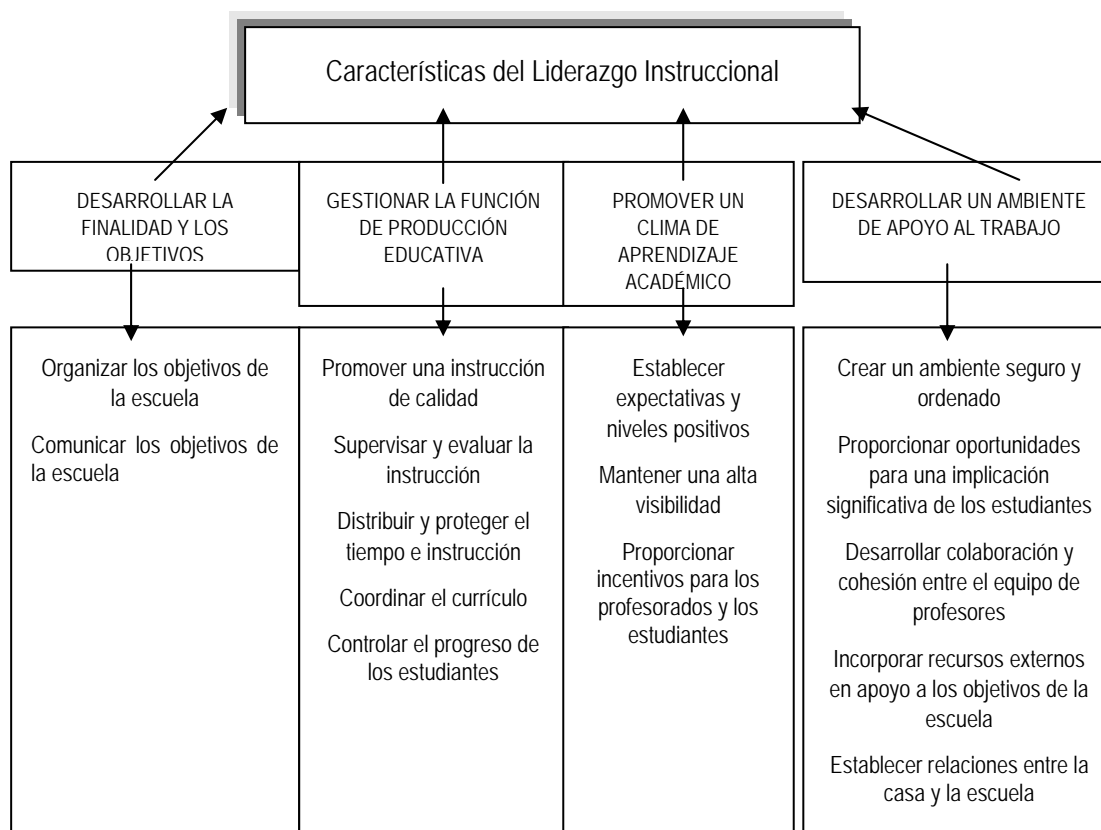 Características del Liderazgo Instruccional
DESARROLLAR LA
FINALIDAD Y LOS
OBJETIVOS
GESTIONAR LA FUNCIÓN
DE PRODUCCIÓN
EDUCATIVA
PROMOVER UN
CLIMA DE
APRENDIZAJE
ACADÉMICO
DESARROLLAR UN AMBIENTE
DE APOYO AL TRABAJO
Organizar los objetivos de
la escuela
Comunicar los objetivos de
la escuela
Promover una instrucción
de calidad
Supervisar y evaluar la
instrucción
Distribuir y proteger el
tiempo e instrucción
Coordinar el currículo
Controlar el progreso de
los estudiantes
Establecer
expectativas y
niveles positivos
Mantener una alta
visibilidad
Proporcionar
incentivos para los
profesorados y los
estudiantes
Crear un ambiente seguro y
ordenado
Proporcionar oportunidades
para una implicación
significativa de los estudiantes
Desarrollar colaboración y
cohesión entre el equipo de
profesores
Incorporar recursos externos
en apoyo a los objetivos de la
escuela
Establecer relaciones entre la
casa y la escuela